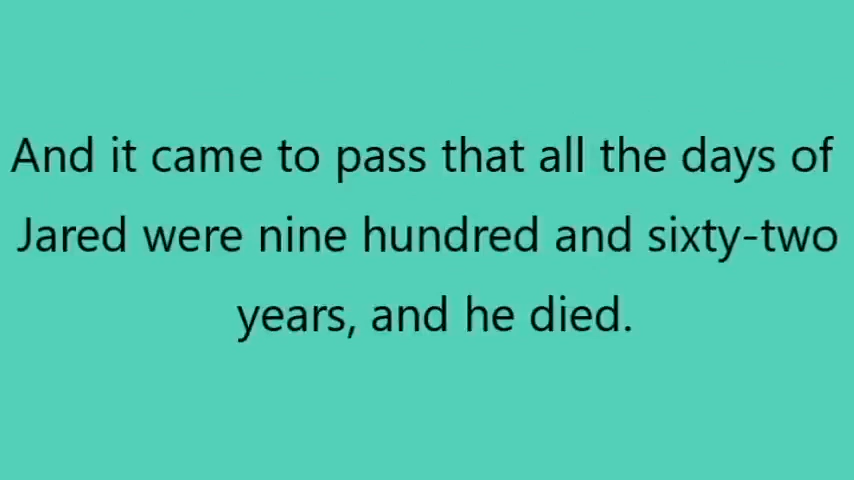 And it came to pass that all the days of
Jared were nine hundred and sixty-two
years, and he died.